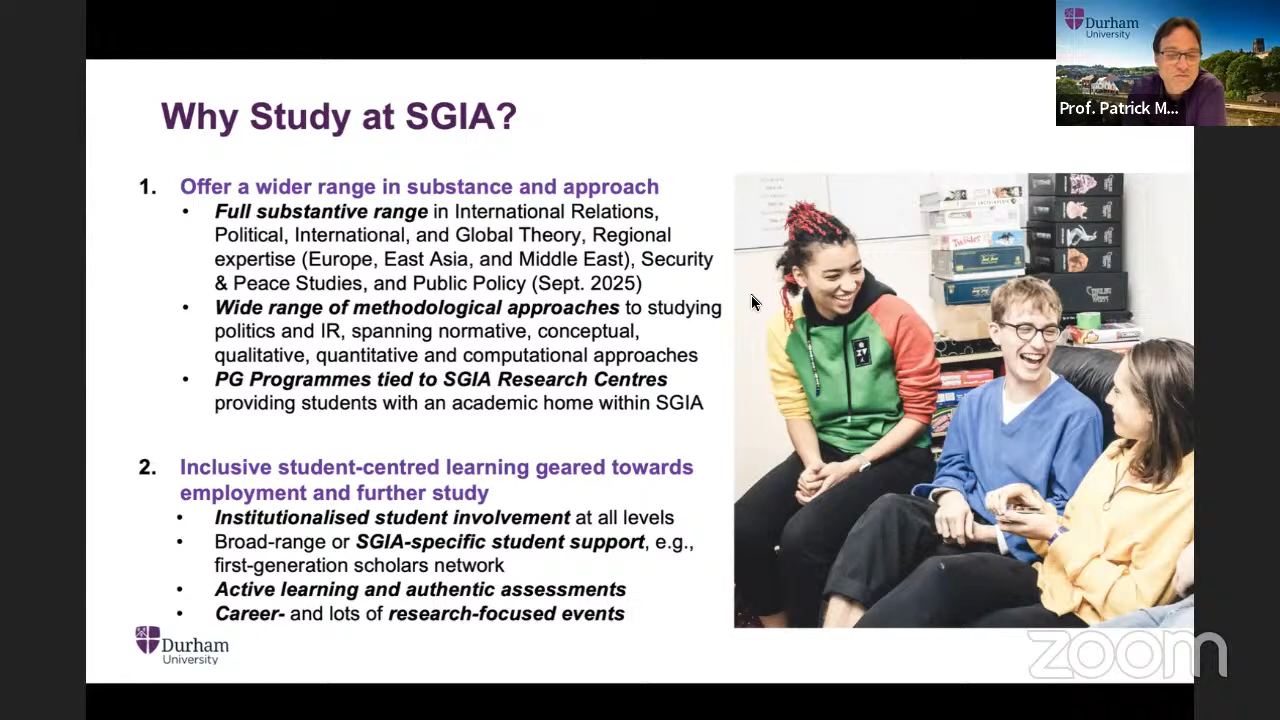 Why Study at SGIA?
1. Offer a wider range in substance and approach
• Full substantive range in International Relations,
Political, International, and Global Theory, Regional
expertise (Europe, East Asia, and Middle East), Security
& Peace Studies, and Public Policy (Sept. 2025)
• Wide range of methodological approaches to studying
politics and IR, spanning normative, conceptual,
qualitative, quantitative and computational approaches
• PG Programmes tied to SGIA Research Centres
providing students with an academic home within SGIA
2. Inclusive student-centred learning geared towards
employment and further study
• Institutionalised student involvement at all levels
• Broad-range or SGIA-specific student support, e.g.,
first-generation scholars network
• Active learning and authentic assessments
• Career- and lots of research-focused events
Durham
University
Durham
University
Prof. Patrick M...
Twister
zoom